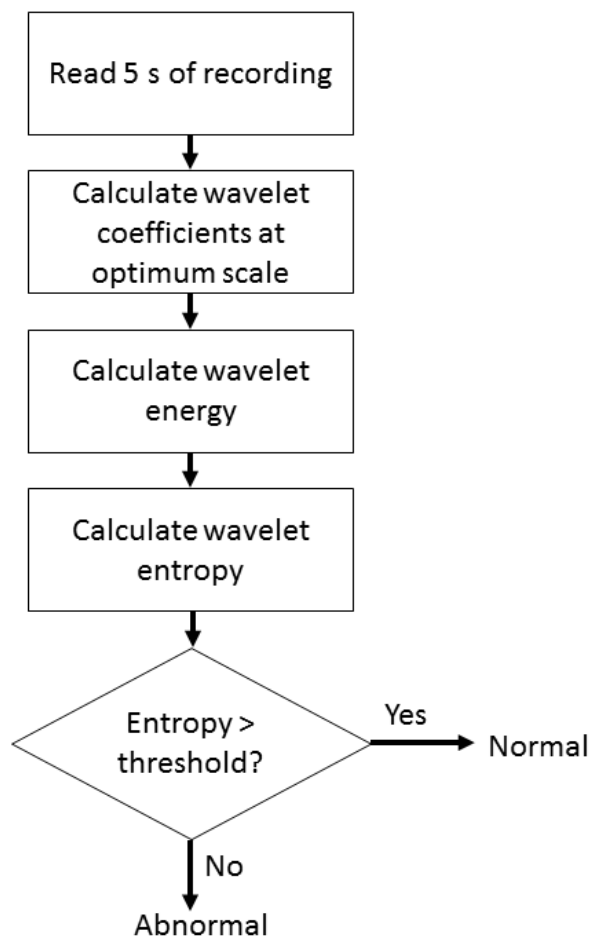 Read 5 s of recording
Calculate wavelet
coefficients at
optimum scale
Calculate wavelet
energy
Calculate wavelet
entropy
Entropy >
threshold?
Yes
Normal
No
Abnormal